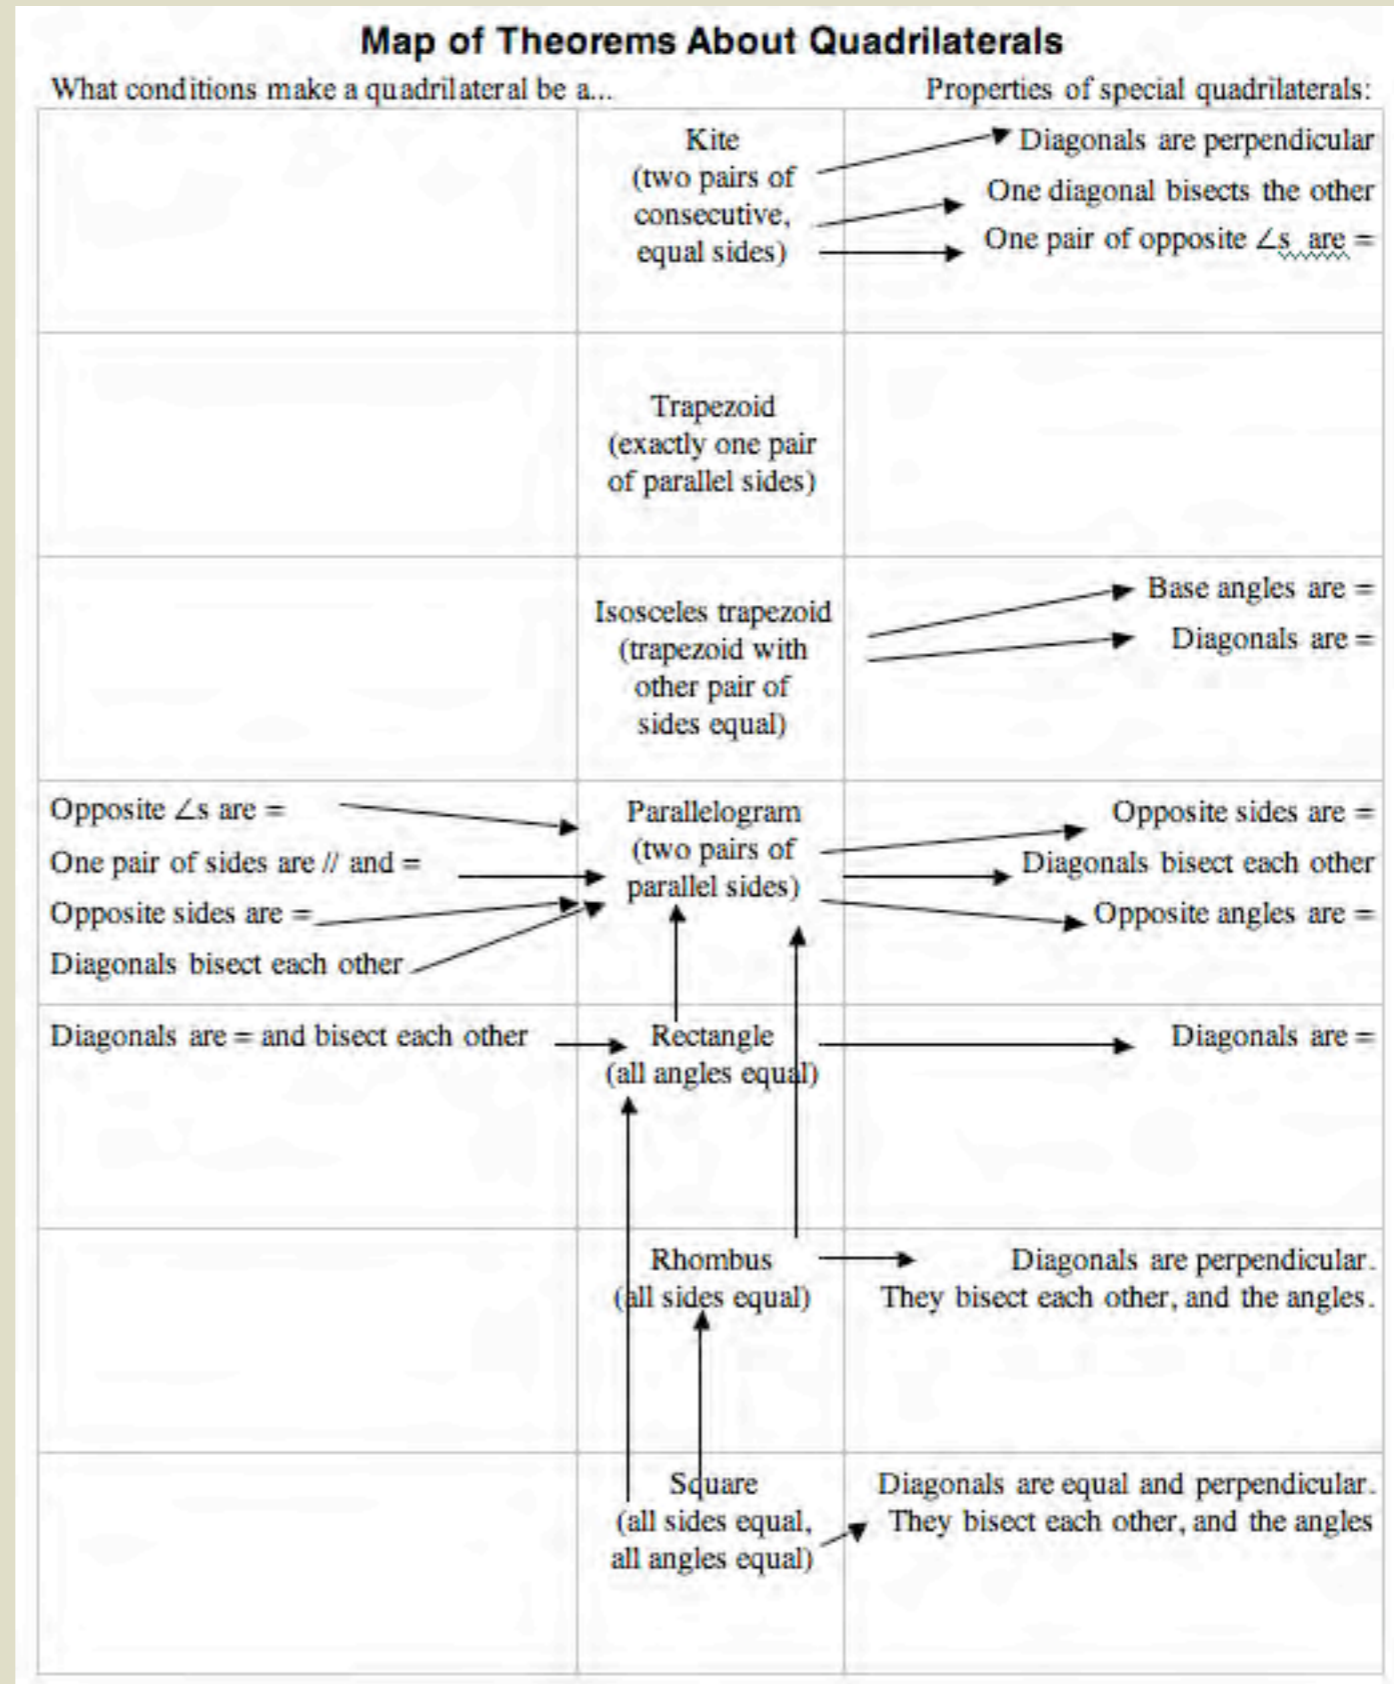 Map of Theorems About Quadrilaterals
What conditions make a quadrilateral be a...
Properties of special quadrilaterals:
Kite
(two pairs of
consecutive,
equal sides)
Diagonals are perpendicular
One diagonal bisects the other
One pair of opposite ∠s are =
Trapezoid
(exactly one pair
of parallel sides)
Isosceles trapezoid
(trapezoid with
other pair of
sides equal)
Base angles are =
Diagonals are =
Opposite ∠s are =
One pair of sides are // and =
Opposite sides are =
Diagonals bisect each other
Parallelogram
(two pairs of
parallel sides)
Opposite sides are =
Diagonals bisect each other
Opposite angles are =
Diagonals are = and bisect each other
Rectangle
(all angles equal)
Diagonals are =
Rhombus
(all sides equal)
Diagonals are perpendicular.
They bisect each other, and the angles.
Square
(all sides equal,
all angles equal)
Diagonals are equal and perpendicular.
They bisect each other, and the angles